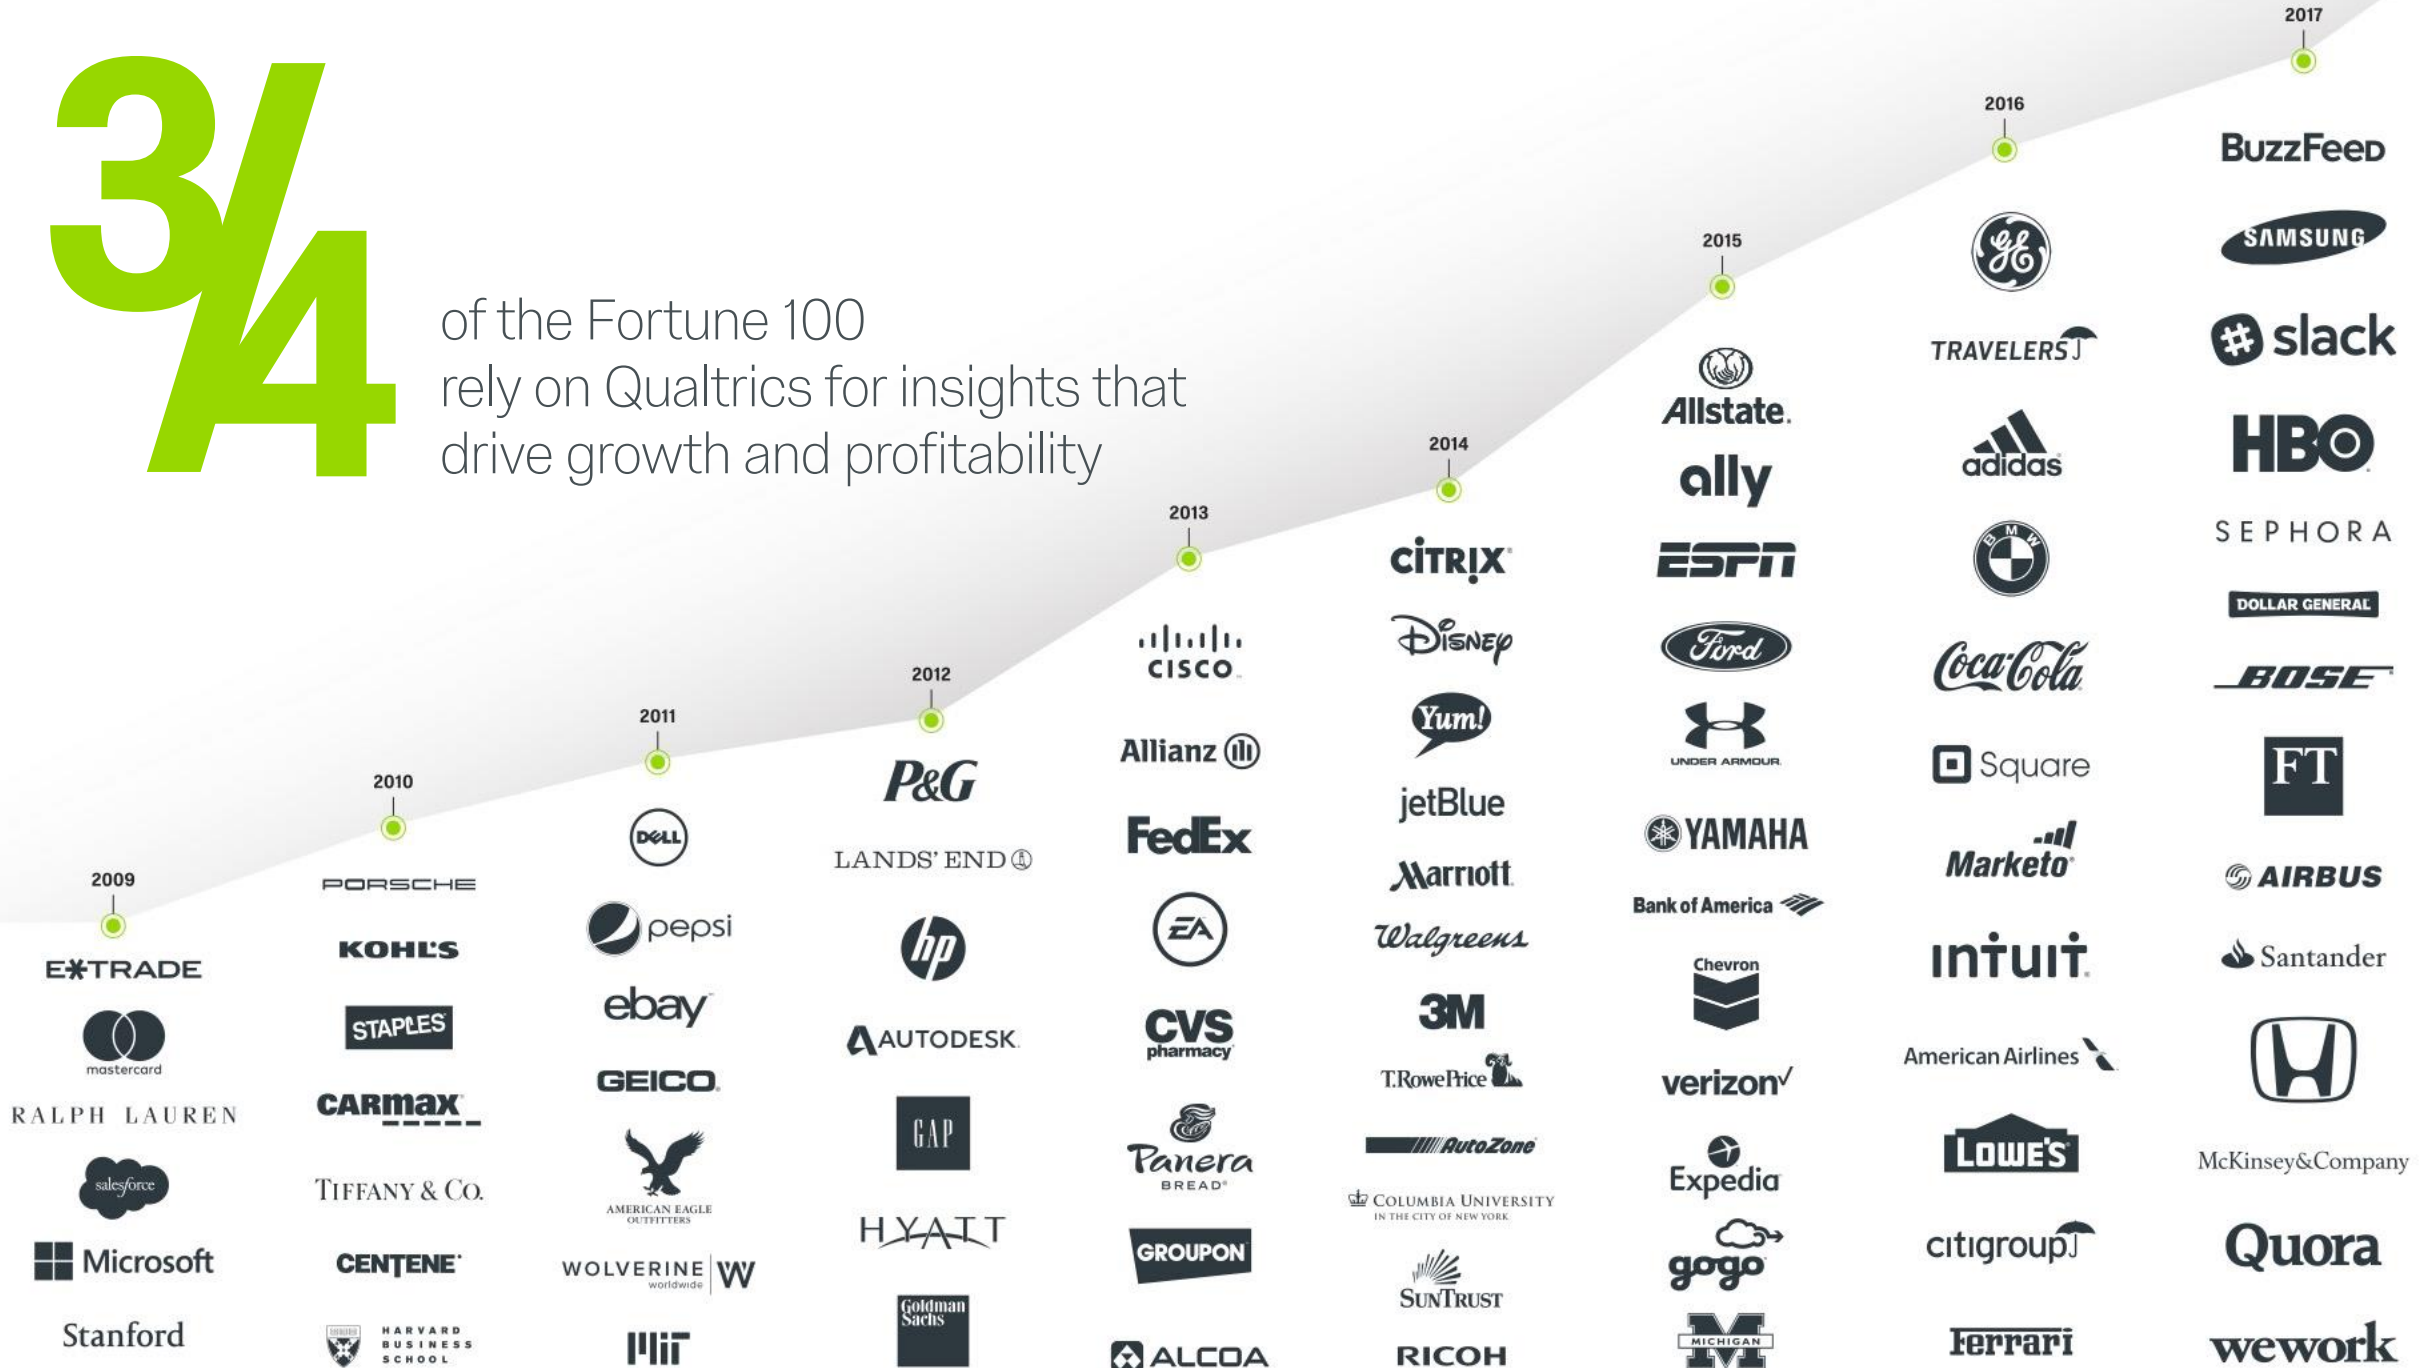 3/4
of the Fortune 100
rely on Qualtrics for insights that
drive growth and profitability
2009
E*TRADE
mastercard
RALPH LAUREN
salesforce
Microsoft
Stanford
2010
PORSCHE
KOHL'S
STAPLES
CARMAX
TIFFANY & CO.
CENTENE
HARVARD
BUSINESS
SCHOOL
2011
DELL
pepsi
ebay
GEICO
AMERICAN EAGLE
OUTFITTERS
WOLVERINE W
worldwide
MIT
2012
P&G
LANDS' END
hp
AUTODESK
GAP
HYATT
Goldman
Sachs
2013
CISCO
Allianz
FedEx
EA
CVS
pharmacy
Panera
BREAD
GROUPON
ALCOA
2014
CİTRIX
Disney
Yum!
jetBlue
Marriott
Walgreens
3M
T.RowePrice
AutoZone
COLUMBIA UNIVERSITY
IN THE CITY OF NEW YORK
SUNTRUST
RICOH
2015
Allstate
ally
ESPN
Ford
UNDER ARMOUR
YAMAHA
Bank of America
Chevron
verizon
Expedia
gogo
M
MICHIGAN
2016
GE
TRAVELERS
adidas
BMW
Coca-Cola
Square
Marketo
intuit
American Airlines
LOWE'S
citigroup
Ferrari
2017
BuzzFeeD
SAMSUNG
slack
HBO
SEPHORA
DOLLAR GENERAL
BOSE
FT
AIRBUS
Santander
McKinsey&Company
Quora
wework